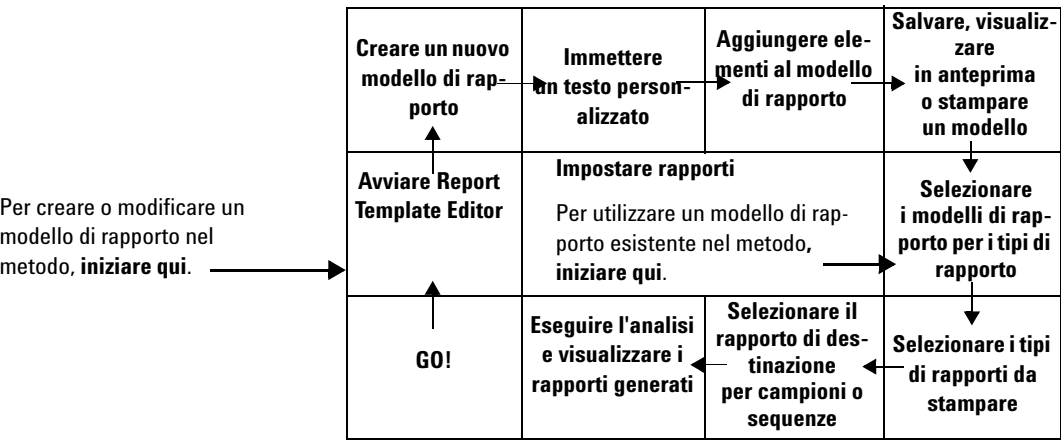 Creare un nuovo
modello di rap-
porto
Immettere
un testo person-
alizzato
Aggiungere ele-
menti al modello
di rapporto
Salvare, visualiz-
zare
in anteprima
o stampare
un modello
Per creare o modificare un
modello di rapporto nel
metodo, iniziare qui.
Avviare Report
Template Editor
Impostare rapporti
Per utilizzare un modello di rap-
porto esistente nel metodo,
iniziare qui.
Selezionare
i modelli di rap-
porto per i tipi di
rapporto
GO!
Eseguire l'analisi
e visualizzare i
rapporti generati
Selezionare il
rapporto di des-
tinazione
per campioni o
sequenze
Selezionare i tipi
di rapporti da
stampare